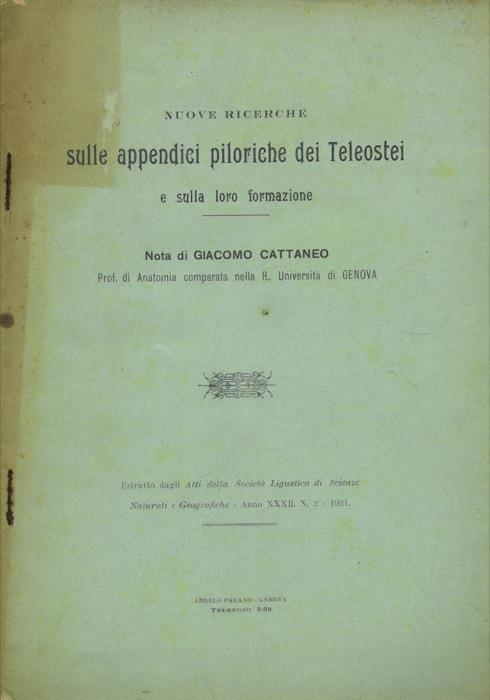 NUOVE RICERCHE
sulle appendici piloriche dei Teleostei
e sulla loro formazione
Nota di GIACOMO CATTANEO
Prof. di Anatomia comparata nella R. Università di GENOVA
Estratto dagli Atti della Società Ligustica di Scienze
Naturali e Geografiche - Anno XXXII. N. 2 - 1921.
ANGELO PAGANO - GENOVA
TELEFONO 5-59